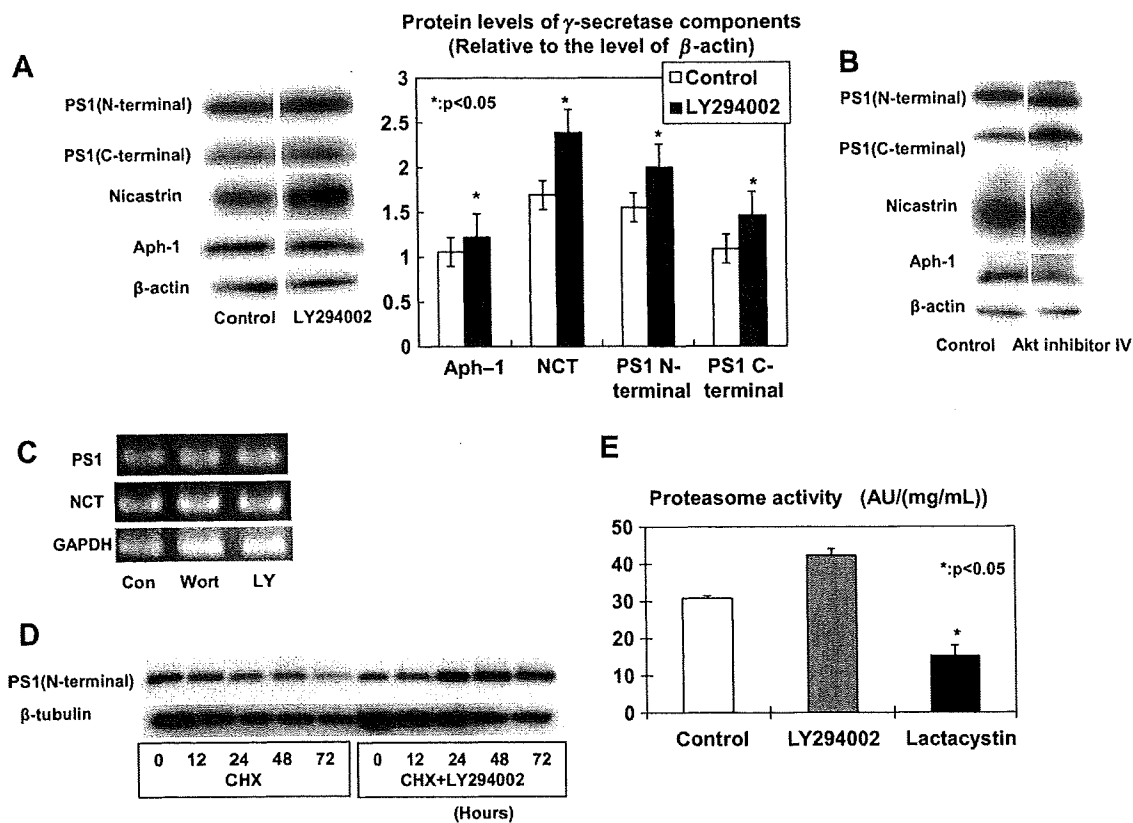 Protein levels of γ-secretase components
(Relative to the level of β-actin)
A
PS1(N-terminal)
PS1(C-terminal)
Nicastrin
Aph-1
β-actin
Control LY294002
3
2.5
2
1.5
1
0.5
0
*:p<0.05
Control
LY294002
*
*
*
*
Aph–1
NCT
PS1 N-
terminal
PS1 C-
terminal
B
PS1(N-terminal)
PS1(C-terminal)
Nicastrin
Aph-1
β-actin
Control Akt inhibitor IV
C
PS1
NCT
GAPDH
Con Wort LY
D
PS1(N-terminal)
β-tubulin
0 12 24 48 72
CHX
0 12 24 48 72
CHX+LY294002
(Hours)
E
Proteasome activity (AU/(mg/mL))
50
40
30
20
10
0
*:p<0.05
*
Control
LY294002
Lactacystin